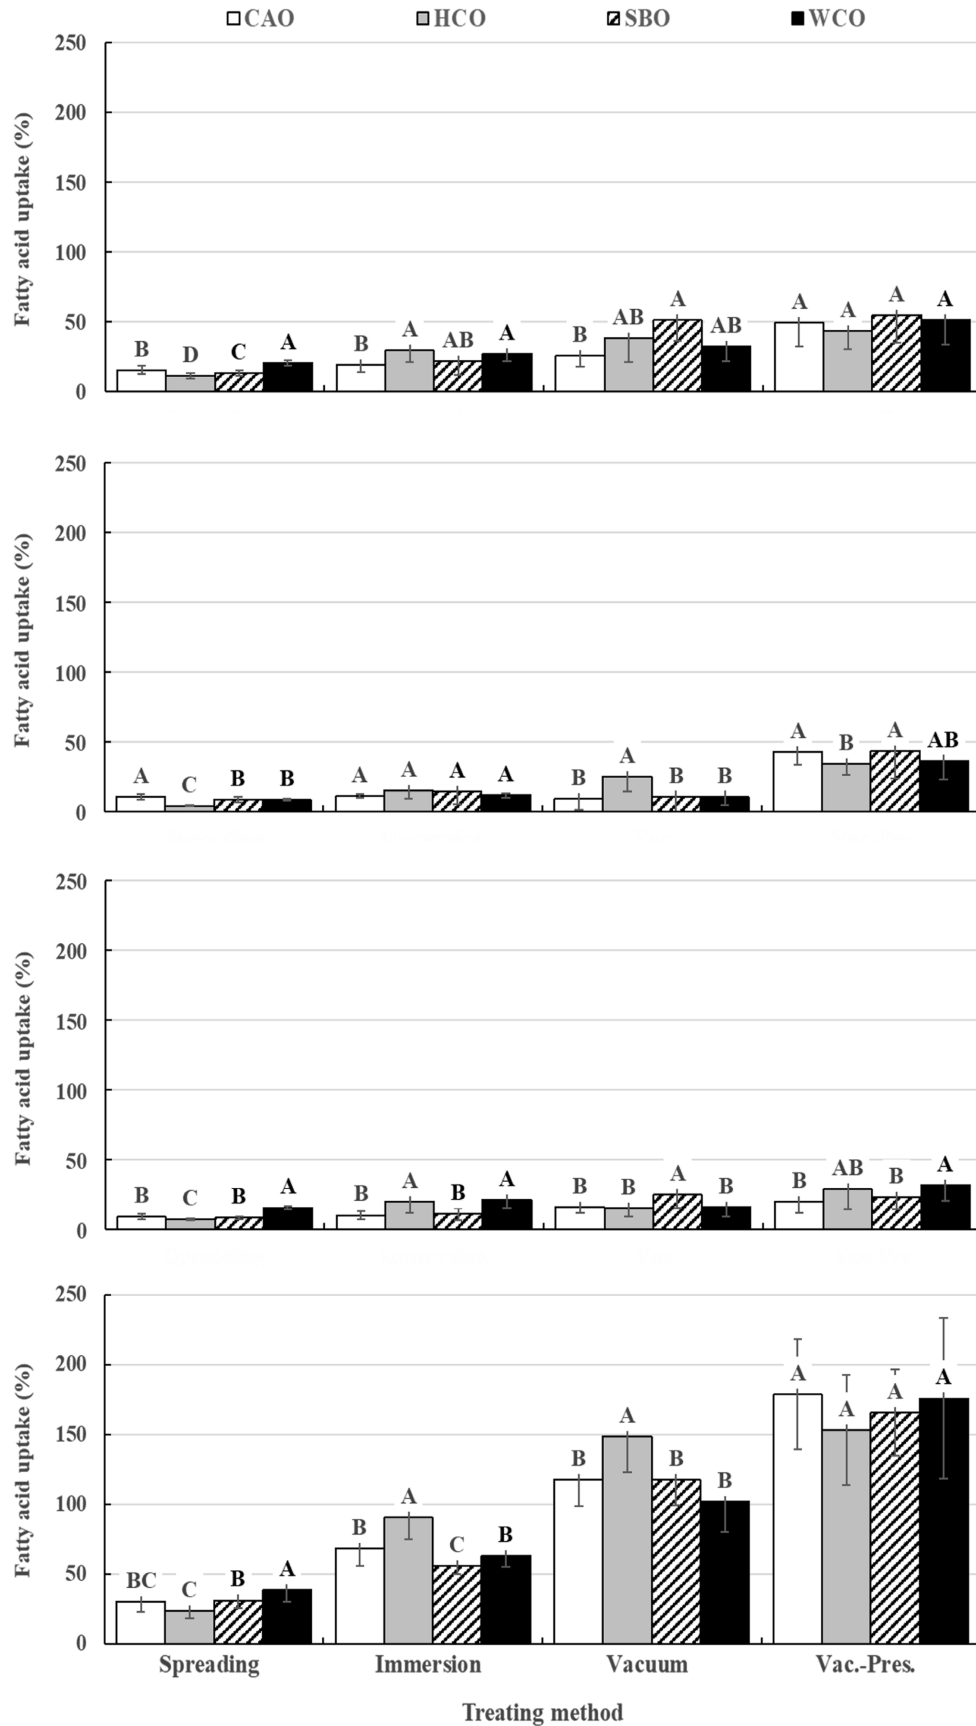 CAO HCO SBO WCO
Fatty acid uptake (%)
250
200
150
100
50
0
B D C A B A AB A B AB A AB A A A A
Fatty acid uptake (%)
250
200
150
100
50
0
A C B B A A A A B A B B A B A AB
Fatty acid uptake (%)
250
200
150
100
50
0
B C B A B A B A B B A B B AB B A
Fatty acid uptake (%)
250
200
150
100
50
0
BC C B A B A C B B A B B A A A A
Spreading Immersion Vacuum Vac.-Pres.
Treating method